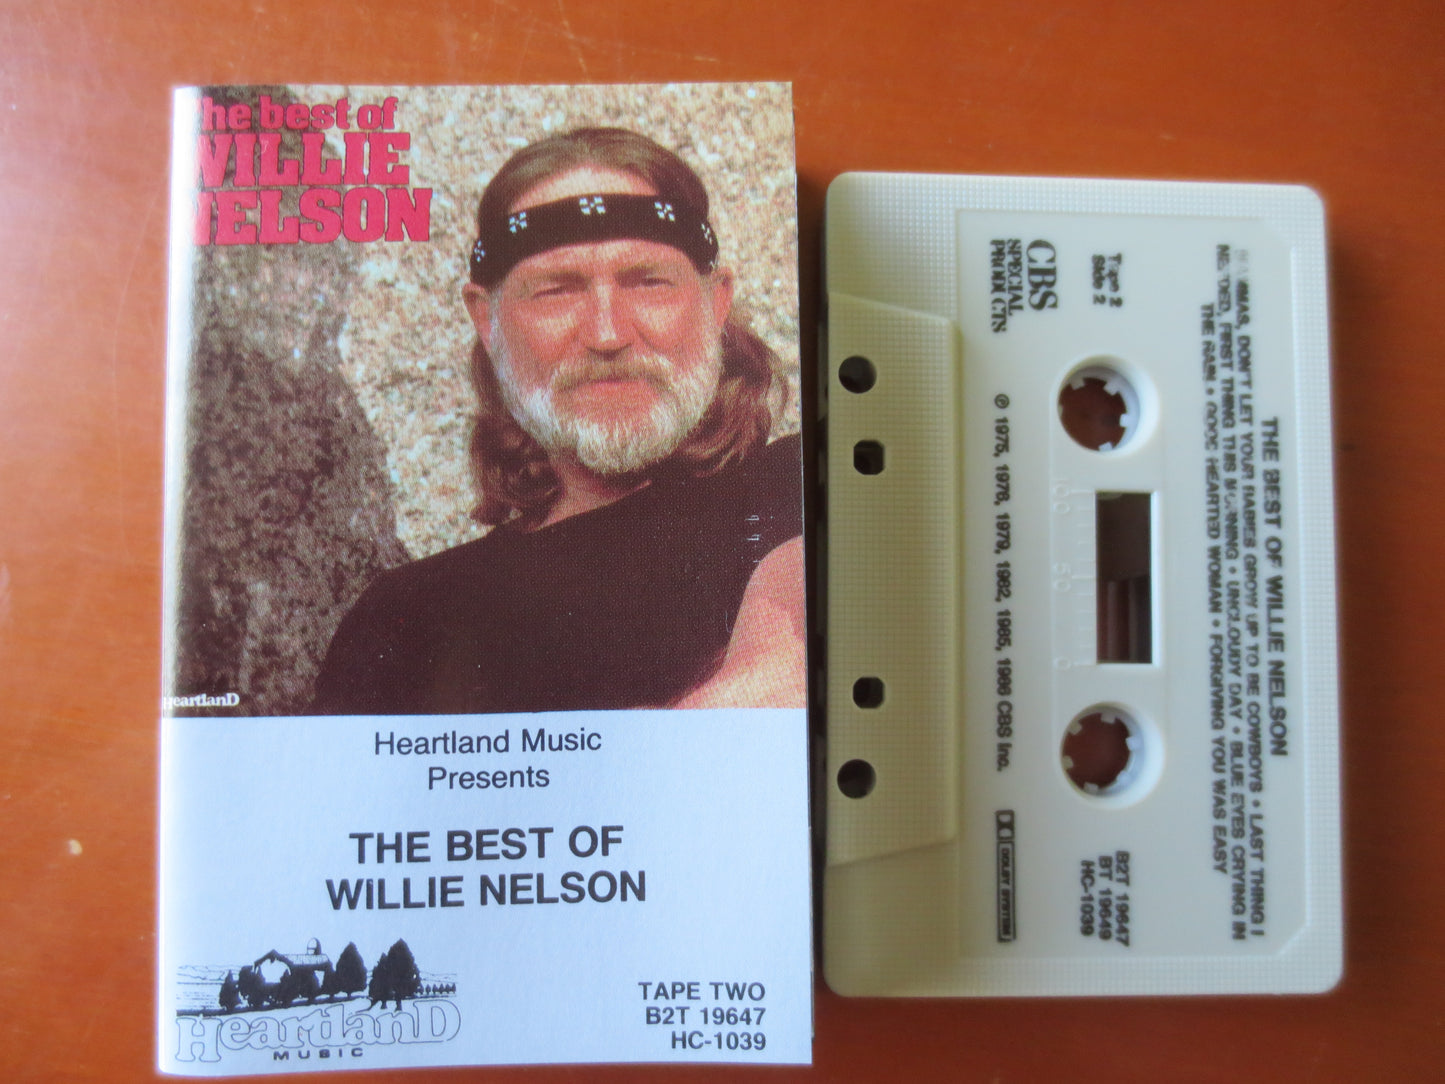 The best of
WILLIE
NELSON
HeartlanD
Heartland Music
Presents
THE BEST OF
WILLIE NELSON
HeartlanD
MUSIC
TAPE TWO
B2T 19647
HC-1039
CBS
SPECIAL
PRODUCTS
Tape 2
Side 2
THE BEST OF WILLIE NELSON
MAMMAS, DON'T LET YOUR BABIES GROW UP TO BE COWBOYS • LAST THING I
NEEDED, FIRST THING THIS MORNING • UNCLOUDY DAY • BLUE EYES CRYING IN
THE RAIN • GOOD HEARTED WOMAN • FORGIVING YOU WAS EASY
℗ 1975, 1978, 1979, 1982, 1985, 1986 CBS Inc.
100 50 0
DOLBY SYSTEM
B2T 19647
BT 19649
HC-1039